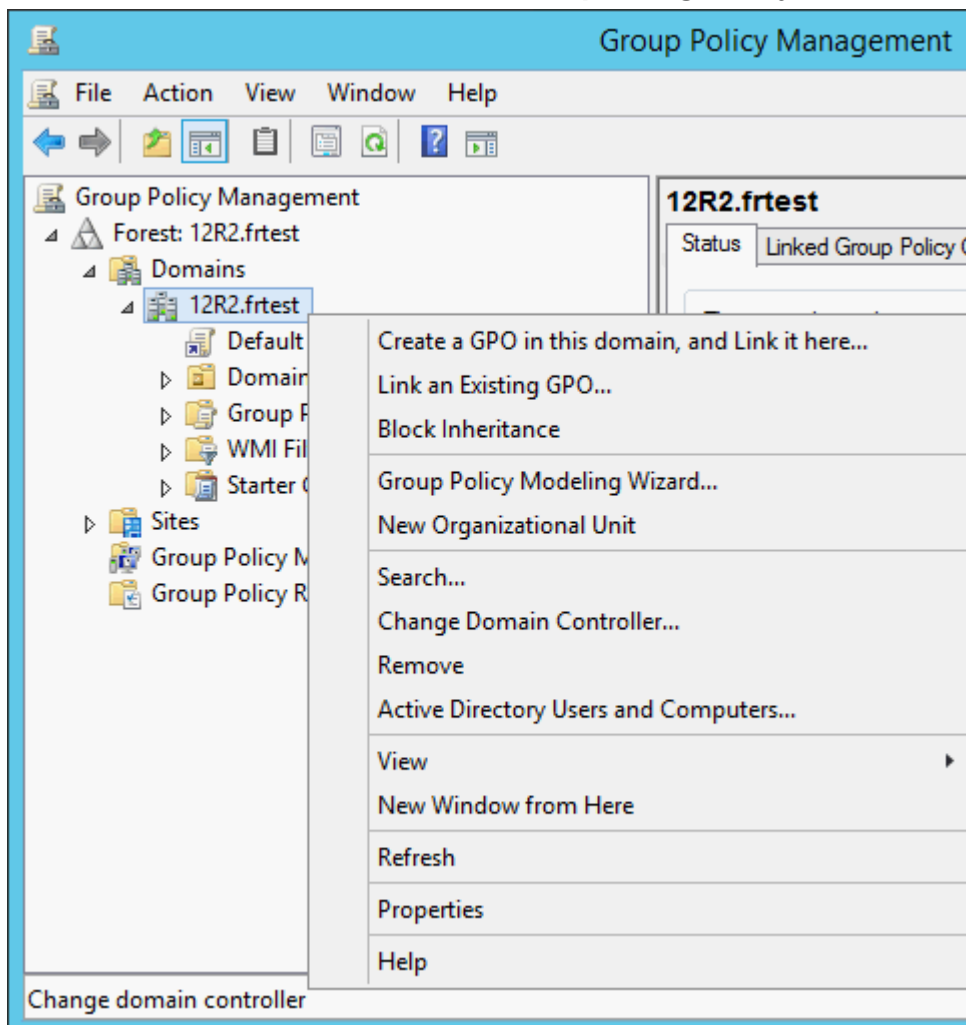 Group Policy Management
File Action View Window Help
Group Policy Management
Forest: 12R2.frtest
Domains
12R2.frtest
Default
Domain
Group P
WMI Fil
Starter
Sites
Group Policy M
Group Policy R
12R2.frtest
Status Linked Group Policy
Create a GPO in this domain, and Link it here...
Link an Existing GPO...
Block Inheritance
Group Policy Modeling Wizard...
New Organizational Unit
Search...
Change Domain Controller...
Remove
Active Directory Users and Computers...
View
New Window from Here
Refresh
Properties
Help
Change domain controller